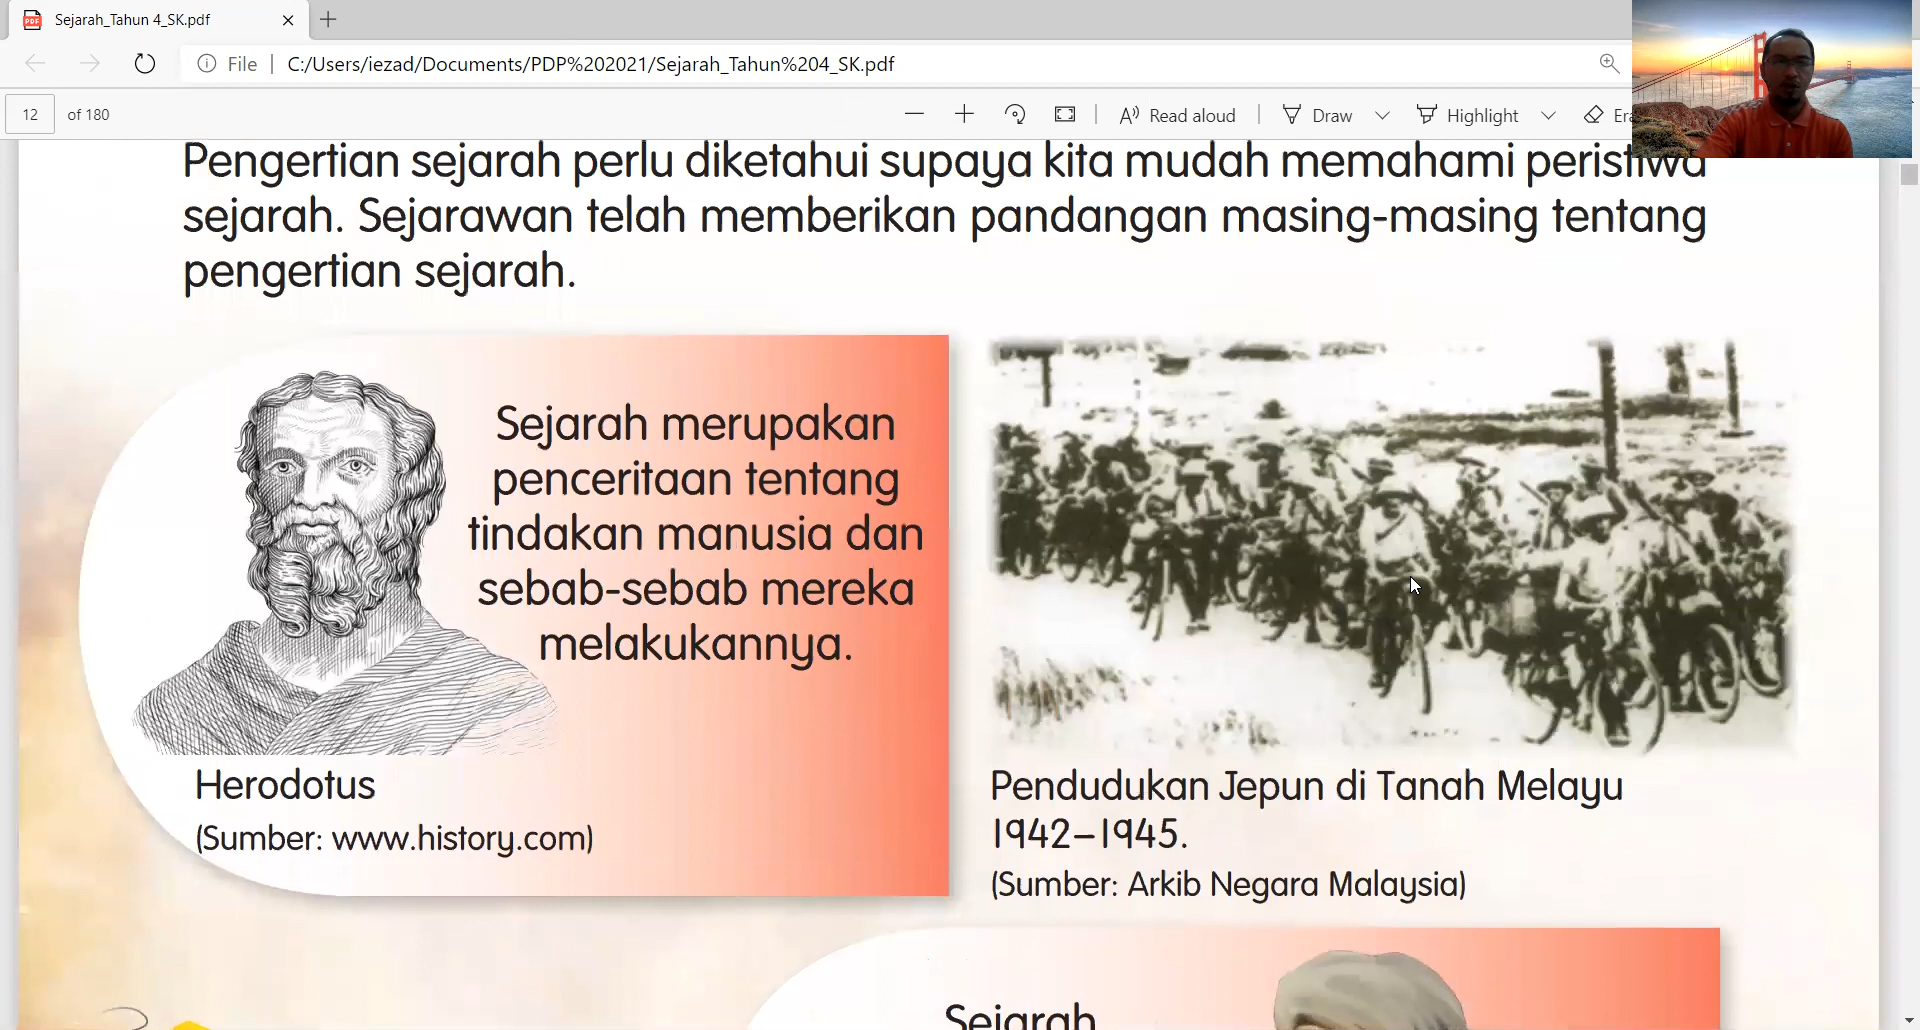 Sejarah_Tahun 4_SK.pdf
File
C:/Users/iezad/Documents/PDP%202021/Sejarah_Tahun%204_SK.pdf
12 of 180
Read aloud
Draw
Highlight
Pengertian sejarah perlu diketahui supaya kita mudah memahami peristiwa
sejarah. Sejarawan telah memberikan pandangan masing-masing tentang
pengertian sejarah.
Sejarah merupakan
penceritaan tentang
tindakan manusia dan
sebab-sebab mereka
melakukannya.
Herodotus
(Sumber: www.history.com)
Pendudukan Jepun di Tanah Melayu
1942–1945.
(Sumber: Arkib Negara Malaysia)
Sejarah